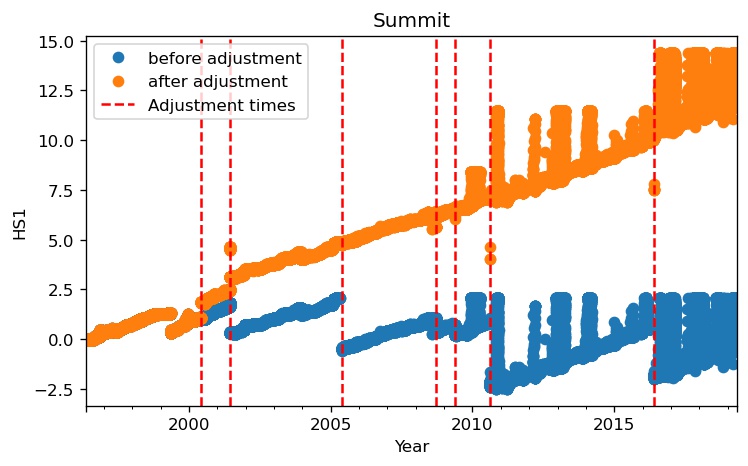 Summit
15.0
12.5
10.0
7.5
5.0
2.5
0.0
−2.5
HS1
before adjustment
after adjustment
Adjustment times
2000
2005
2010
2015
Year